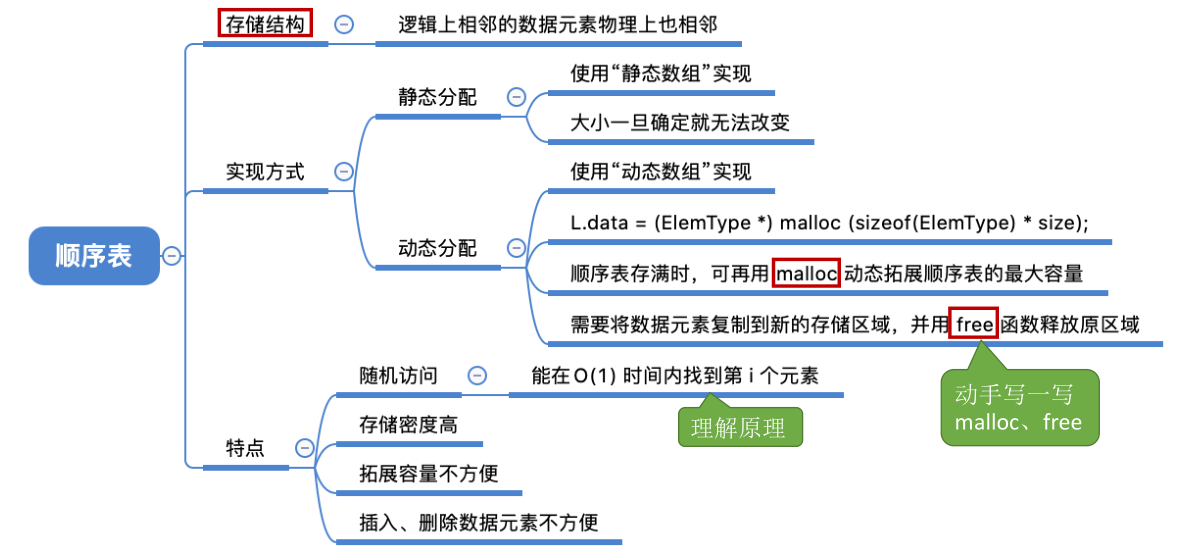 顺序表
存储结构
逻辑上相邻的数据元素物理上也相邻
实现方式
静态分配
使用“静态数组”实现
大小一旦确定就无法改变
动态分配
使用“动态数组”实现
L.data = (ElemType *) malloc (sizeof(ElemType) * size);
顺序表存满时，可再用 malloc 动态拓展顺序表的最大容量
需要将数据元素复制到新的存储区域，并用 free 函数释放原区域
动手写一写
malloc、free
特点
随机访问
能在 O(1) 时间内找到第 i 个元素
理解原理
存储密度高
拓展容量不方便
插入、删除数据元素不方便